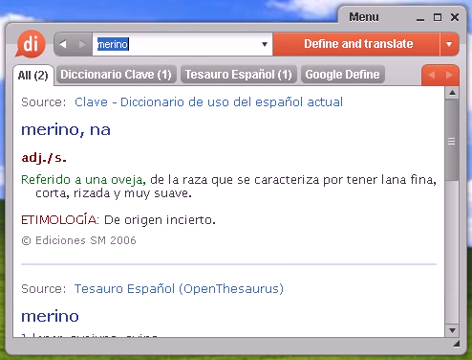 Menu
di
merino
Define and translate
All (2)
Diccionario Clave (1)
Tesauro Español (1)
Google Define
Source: Clave - Diccionario de uso del español actual
merino, na
adj./s.
Referido a una oveja, de la raza que se caracteriza por tener lana fina,
corta, rizada y muy suave.
ETIMOLOGÍA: De origen incierto.
© Ediciones SM 2006
Source: Tesauro Español (OpenThesaurus)
merino